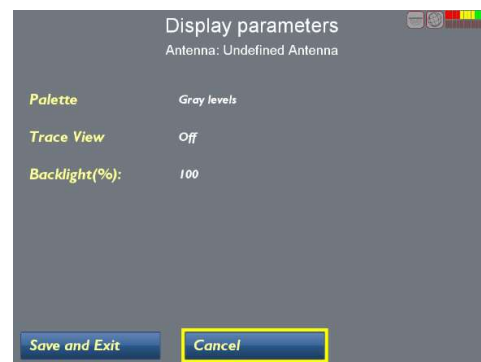 Display parameters
Antenna: Undefined Antenna
Palette Gray levels
Trace View Off
Backlight(%): 100
Save and Exit Cancel